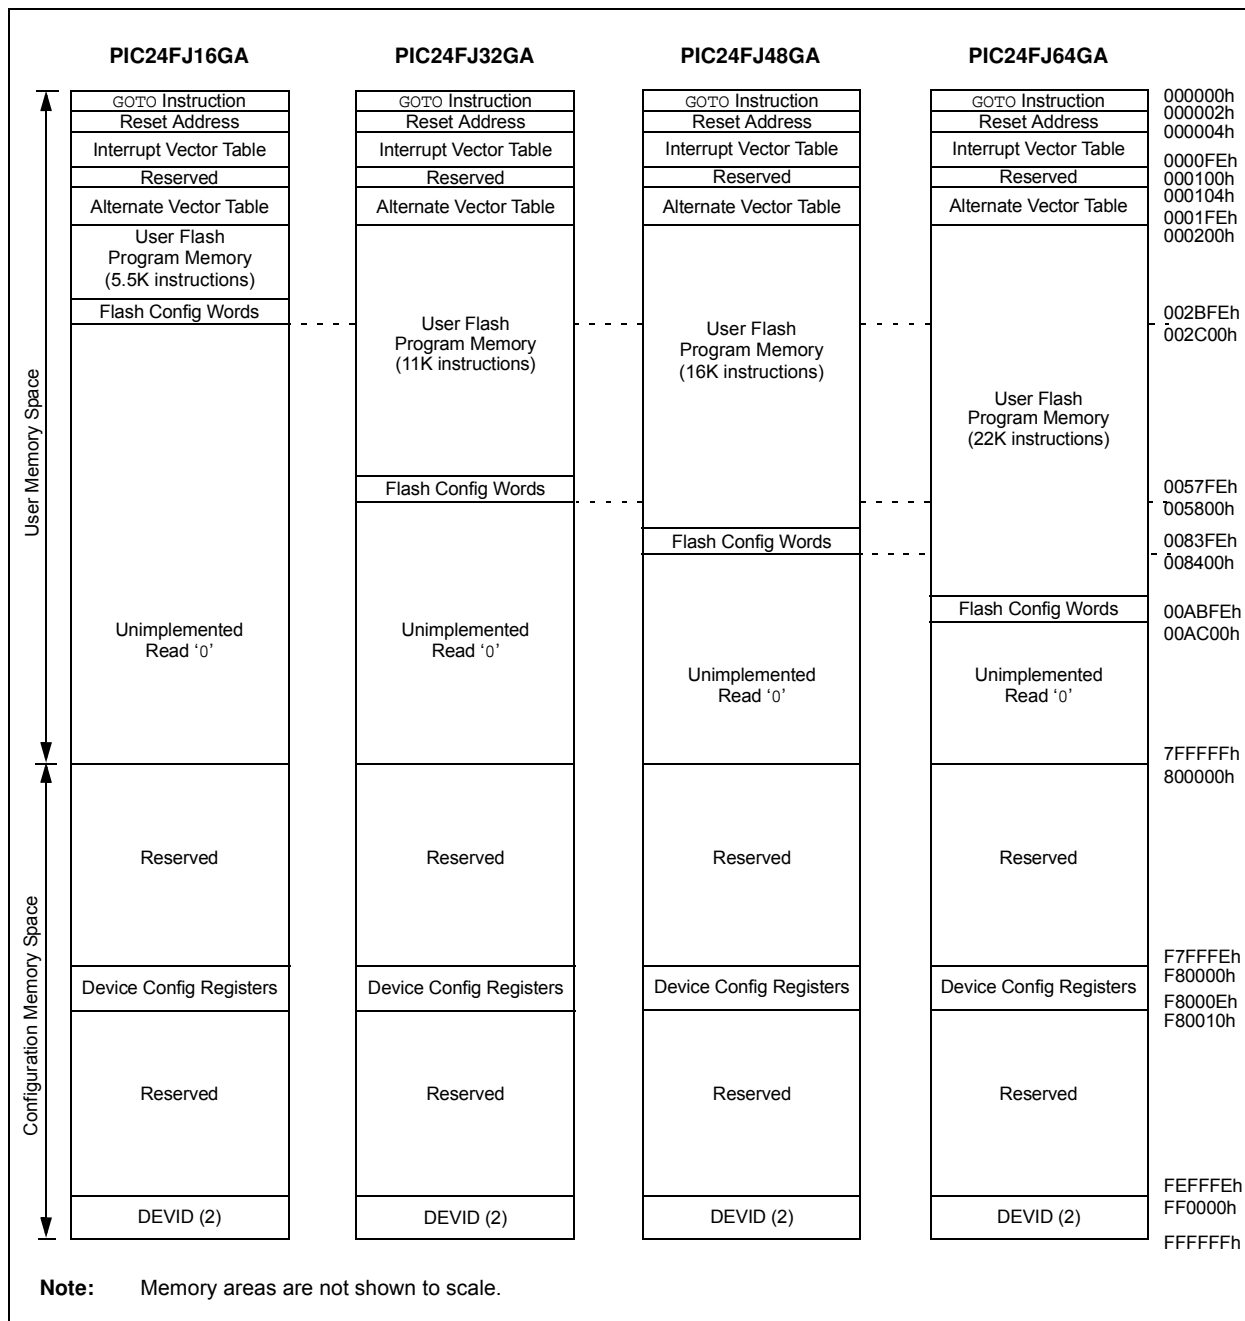 PIC24FJ16GA PIC24FJ32GA PIC24FJ48GA PIC24FJ64GA
User Memory Space
Configuration Memory Space
GOTO Instruction
Reset Address
Interrupt Vector Table
Reserved
Alternate Vector Table
User Flash
Program Memory
(5.5K instructions)
Flash Config Words
Unimplemented
Read ‘0’
Reserved
Device Config Registers
Reserved
DEVID (2)
GOTO Instruction
Reset Address
Interrupt Vector Table
Reserved
Alternate Vector Table
User Flash
Program Memory
(11K instructions)
Flash Config Words
Unimplemented
Read ‘0’
Reserved
Device Config Registers
Reserved
DEVID (2)
GOTO Instruction
Reset Address
Interrupt Vector Table
Reserved
Alternate Vector Table
User Flash
Program Memory
(16K instructions)
Flash Config Words
Unimplemented
Read ‘0’
Reserved
Device Config Registers
Reserved
DEVID (2)
GOTO Instruction
Reset Address
Interrupt Vector Table
Reserved
Alternate Vector Table
User Flash
Program Memory
(22K instructions)
Flash Config Words
Unimplemented
Read ‘0’
Reserved
Device Config Registers
Reserved
DEVID (2)
000000h
000002h
000004h
0000FEh
000100h
000104h
0001FEh
000200h
002BFEh
002C00h
0057FEh
005800h
0083FEh
008400h
00ABFEh
00AC00h
7FFFFFh
800000h
F7FFFEh
F80000h
F8000Eh
F80010h
FEFFFEh
FF0000h
FFFFFFh
Note: Memory areas are not shown to scale.